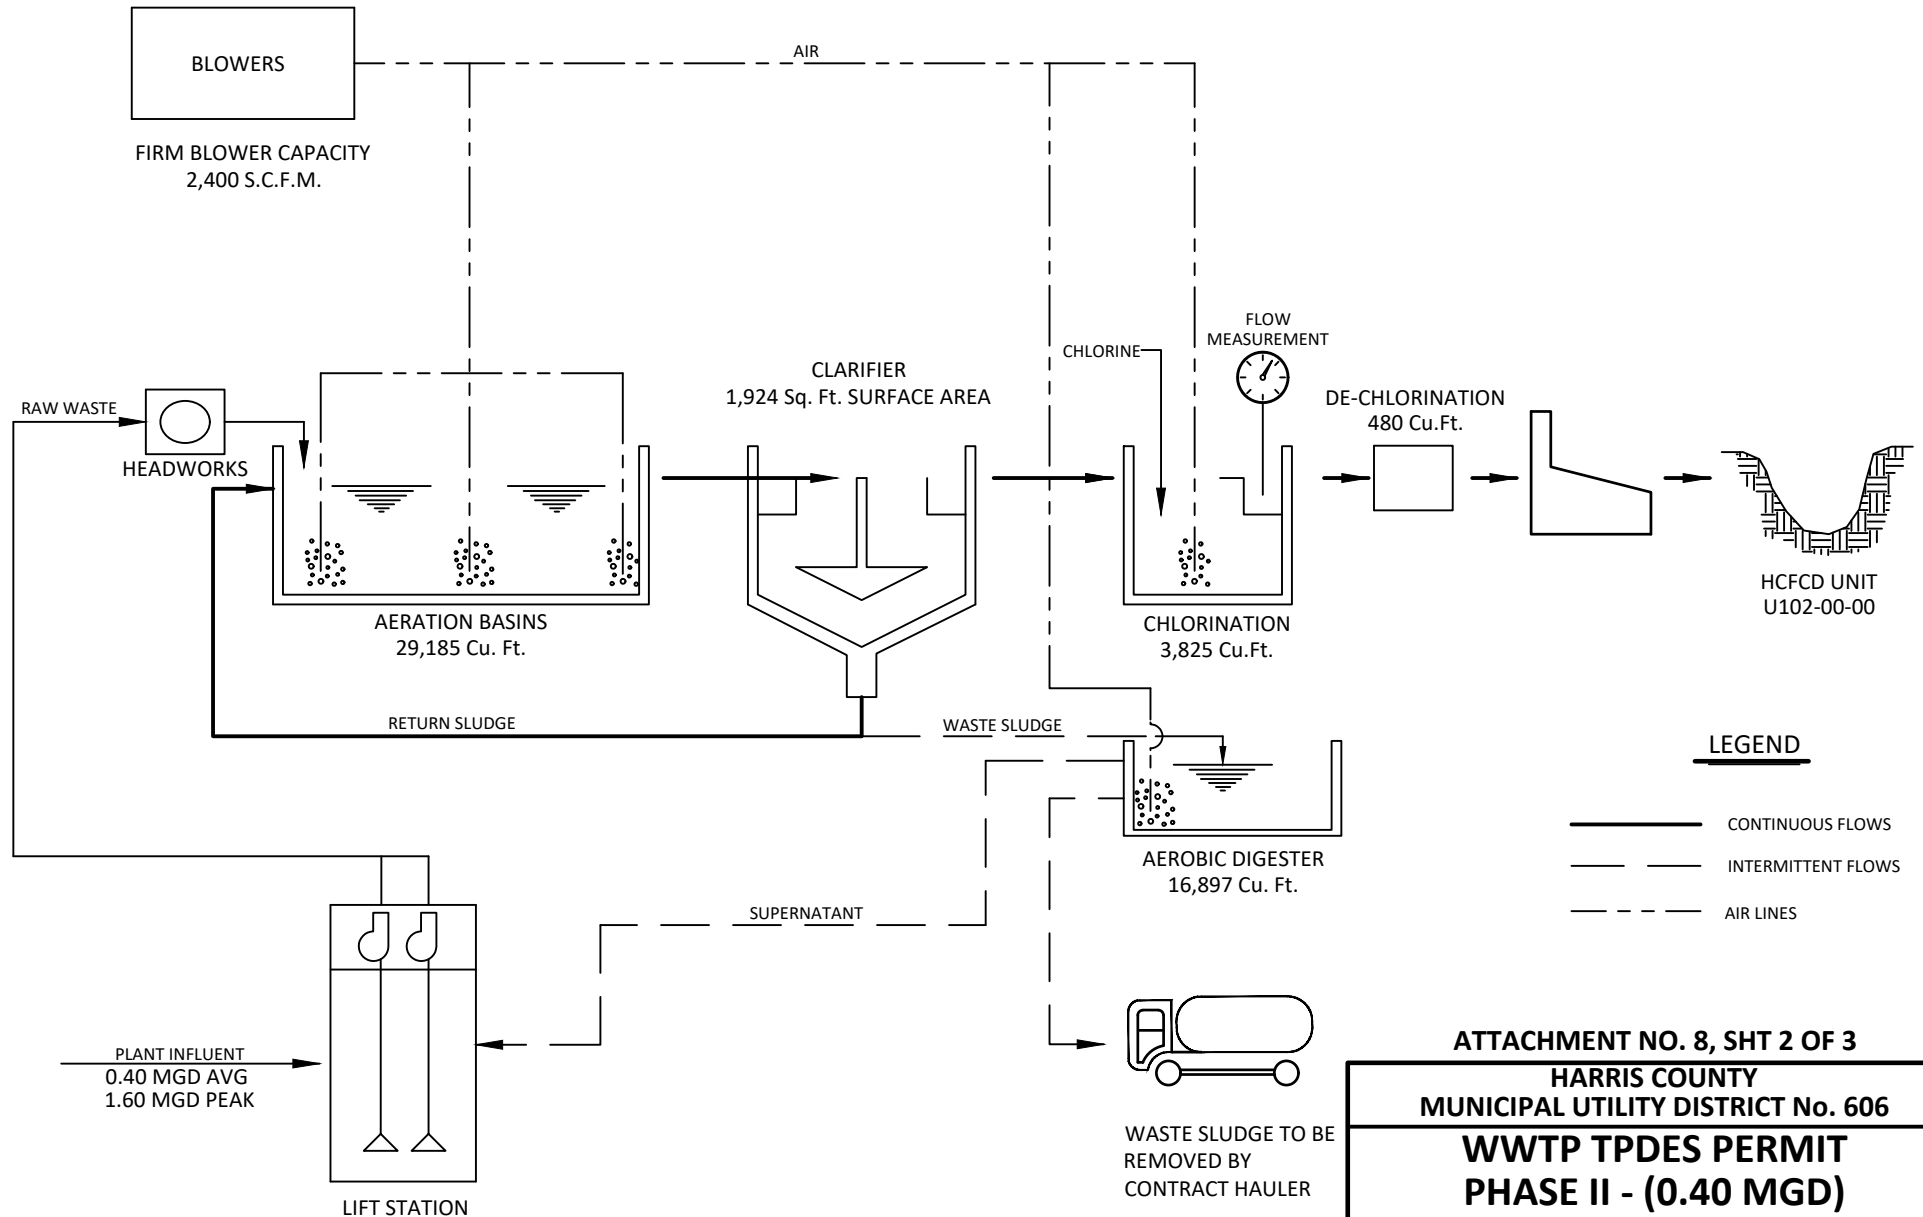 BLOWERS
AIR
FIRM BLOWER CAPACITY
2,400 S.C.F.M.
FLOW
MEASUREMENT
CHLORINE
CLARIFIER
1,924 Sq. Ft. SURFACE AREA
DE-CHLORINATION
480 Cu.Ft.
RAW WASTE
HEADWORKS
AERATION BASINS
29,185 Cu. Ft.
CHLORINATION
3,825 Cu.Ft.
HCFCD UNIT
U102-00-00
RETURN SLUDGE
WASTE SLUDGE
LEGEND
CONTINUOUS FLOWS
INTERMITTENT FLOWS
AIR LINES
AEROBIC DIGESTER
16,897 Cu. Ft.
SUPERNATANT
PLANT INFLUENT
0.40 MGD AVG
1.60 MGD PEAK
LIFT STATION
WASTE SLUDGE TO BE
REMOVED BY
CONTRACT HAULER
ATTACHMENT NO. 8, SHT 2 OF 3
HARRIS COUNTY
MUNICIPAL UTILITY DISTRICT No. 606
WWTP TPDES PERMIT
PHASE II - (0.40 MGD)